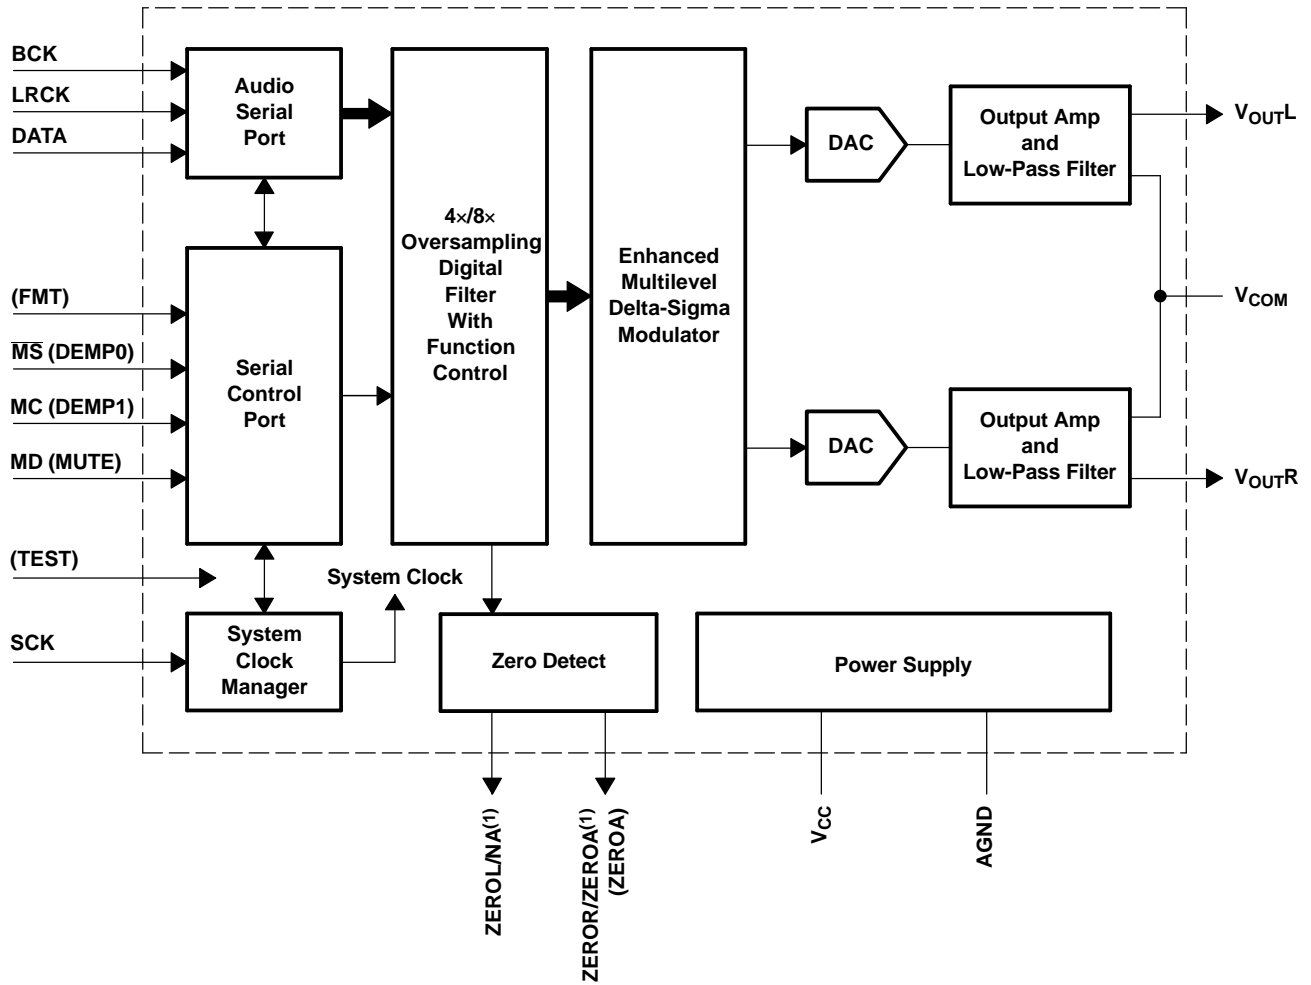 BCK
LRCK
DATA
Audio
Serial
Port
(FMT)
M̅S̅ (DEMP0)
MC (DEMP1)
MD (MUTE)
Serial
Control
Port
(TEST)
SCK
System
Clock
Manager
System Clock
4×/8×
Oversampling
Digital
Filter
With
Function
Control
Enhanced
Multilevel
Delta-Sigma
Modulator
DAC
Output Amp
and
Low-Pass Filter
VOUTL
VCOM
DAC
Output Amp
and
Low-Pass Filter
VOUTR
Zero Detect
Power Supply
ZEROL/NA(1)
ZEROR/ZEROA(1)
(ZEROA)
VCC
AGND